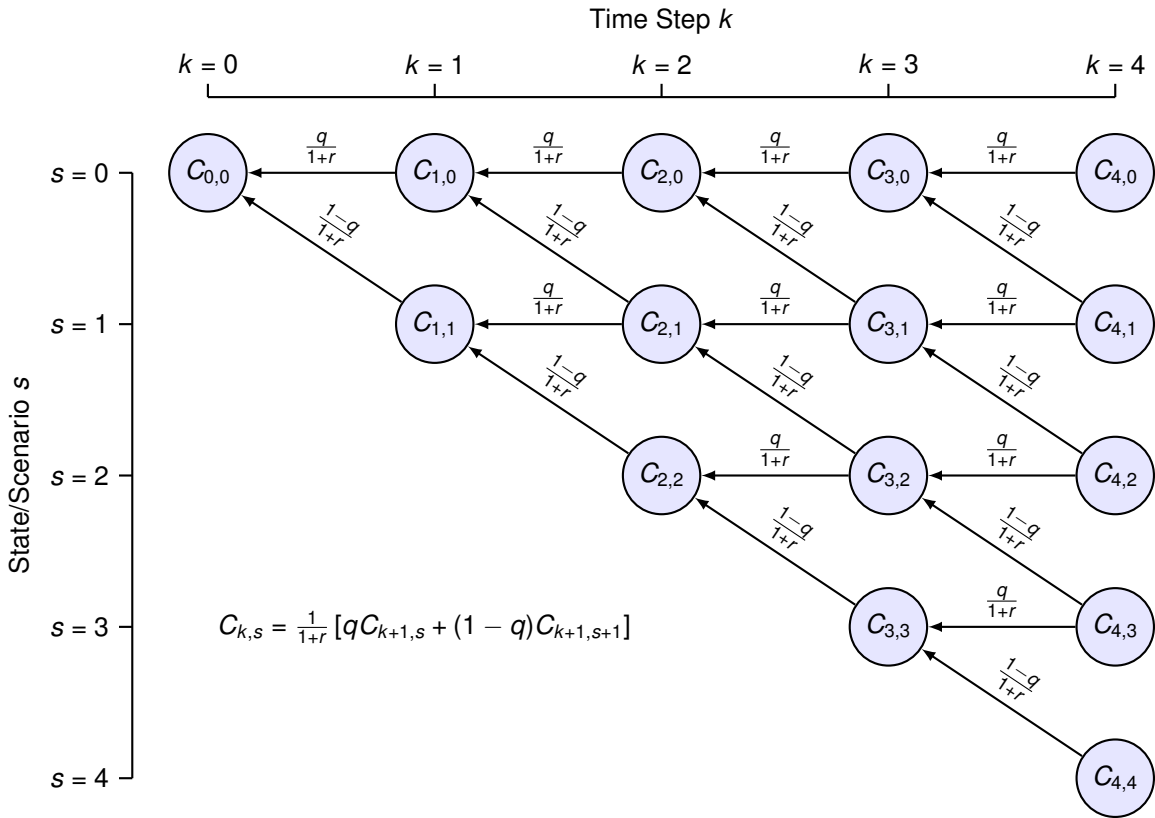 Time Step k
k = 0 k = 1 k = 2 k = 3 k = 4
q/1+r q/1+r q/1+r q/1+r
s = 0 C0,0 C1,0 C2,0 C3,0 C4,0
1−q/1+r 1−q/1+r 1−q/1+r 1−q/1+r
q/1+r q/1+r q/1+r
s = 1 C1,1 C2,1 C3,1 C4,1
1−q/1+r 1−q/1+r 1−q/1+r
q/1+r q/1+r
s = 2 C2,2 C3,2 C4,2
State/Scenario s
1−q/1+r 1−q/1+r
q/1+r
s = 3 Ck,s = 1/1+r [qCk+1,s + (1 − q)Ck+1,s+1] C3,3 C4,3
1−q/1+r
s = 4 C4,4